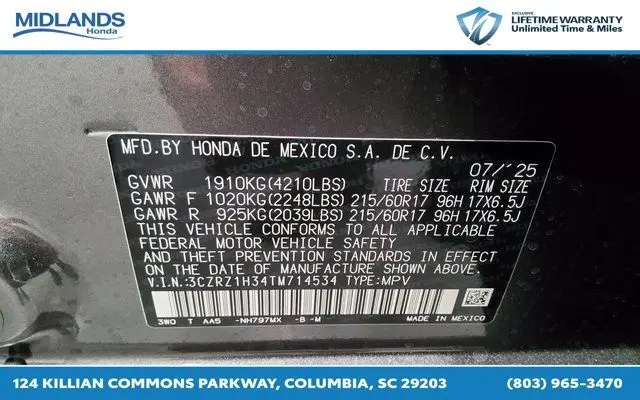 MIDLANDS
Honda
EXCLUSIVE
LIFETIME WARRANTY
Unlimited Time & Miles
MFD.BY HONDA DE MEXICO S.A. DE C.V.
07/'25
GVWR 1910KG(4210LBS) TIRE SIZE RIM SIZE
GAWR F 1020KG(2248LBS) 215/60R17 96H 17X6.5J
GAWR R 925KG(2039LBS) 215/60R17 96H 17X6.5J
THIS VEHICLE CONFORMS TO ALL APPLICABLE
FEDERAL MOTOR VEHICLE SAFETY
AND THEFT PREVENTION STANDARDS IN EFFECT
ON THE DATE OF MANUFACTURE SHOWN ABOVE.
V.I.N.:3CZRZ1H34TM714534 TYPE:MPV
3WO T AA5 -NH797MX -B -M MADE IN MEXICO
124 KILLIAN COMMONS PARKWAY, COLUMBIA, SC 29203
(803) 965-3470